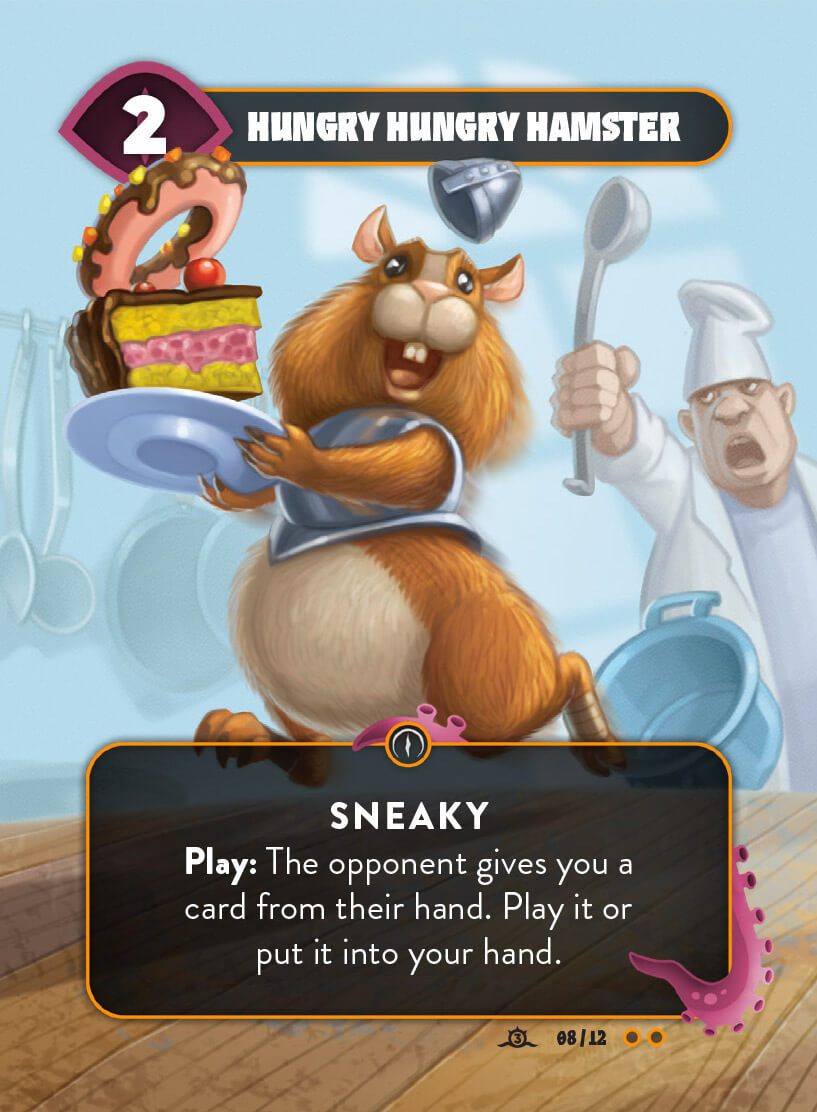 2
HUNGRY HUNGRY HAMSTER
SNEAKY
Play: The opponent gives you a
card from their hand. Play it or
put it into your hand.
3 08/12